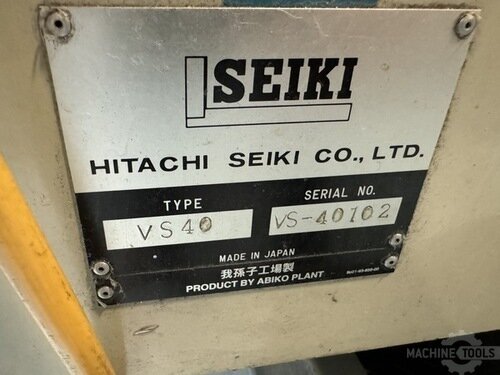 SEIKI
HITACHI SEIKI CO., LTD.
TYPE
SERIAL NO.
VS40
VS-40102
MADE IN JAPAN
我孫子工場製
PRODUCT BY ABIKO PLANT
MACHINE TOOLS